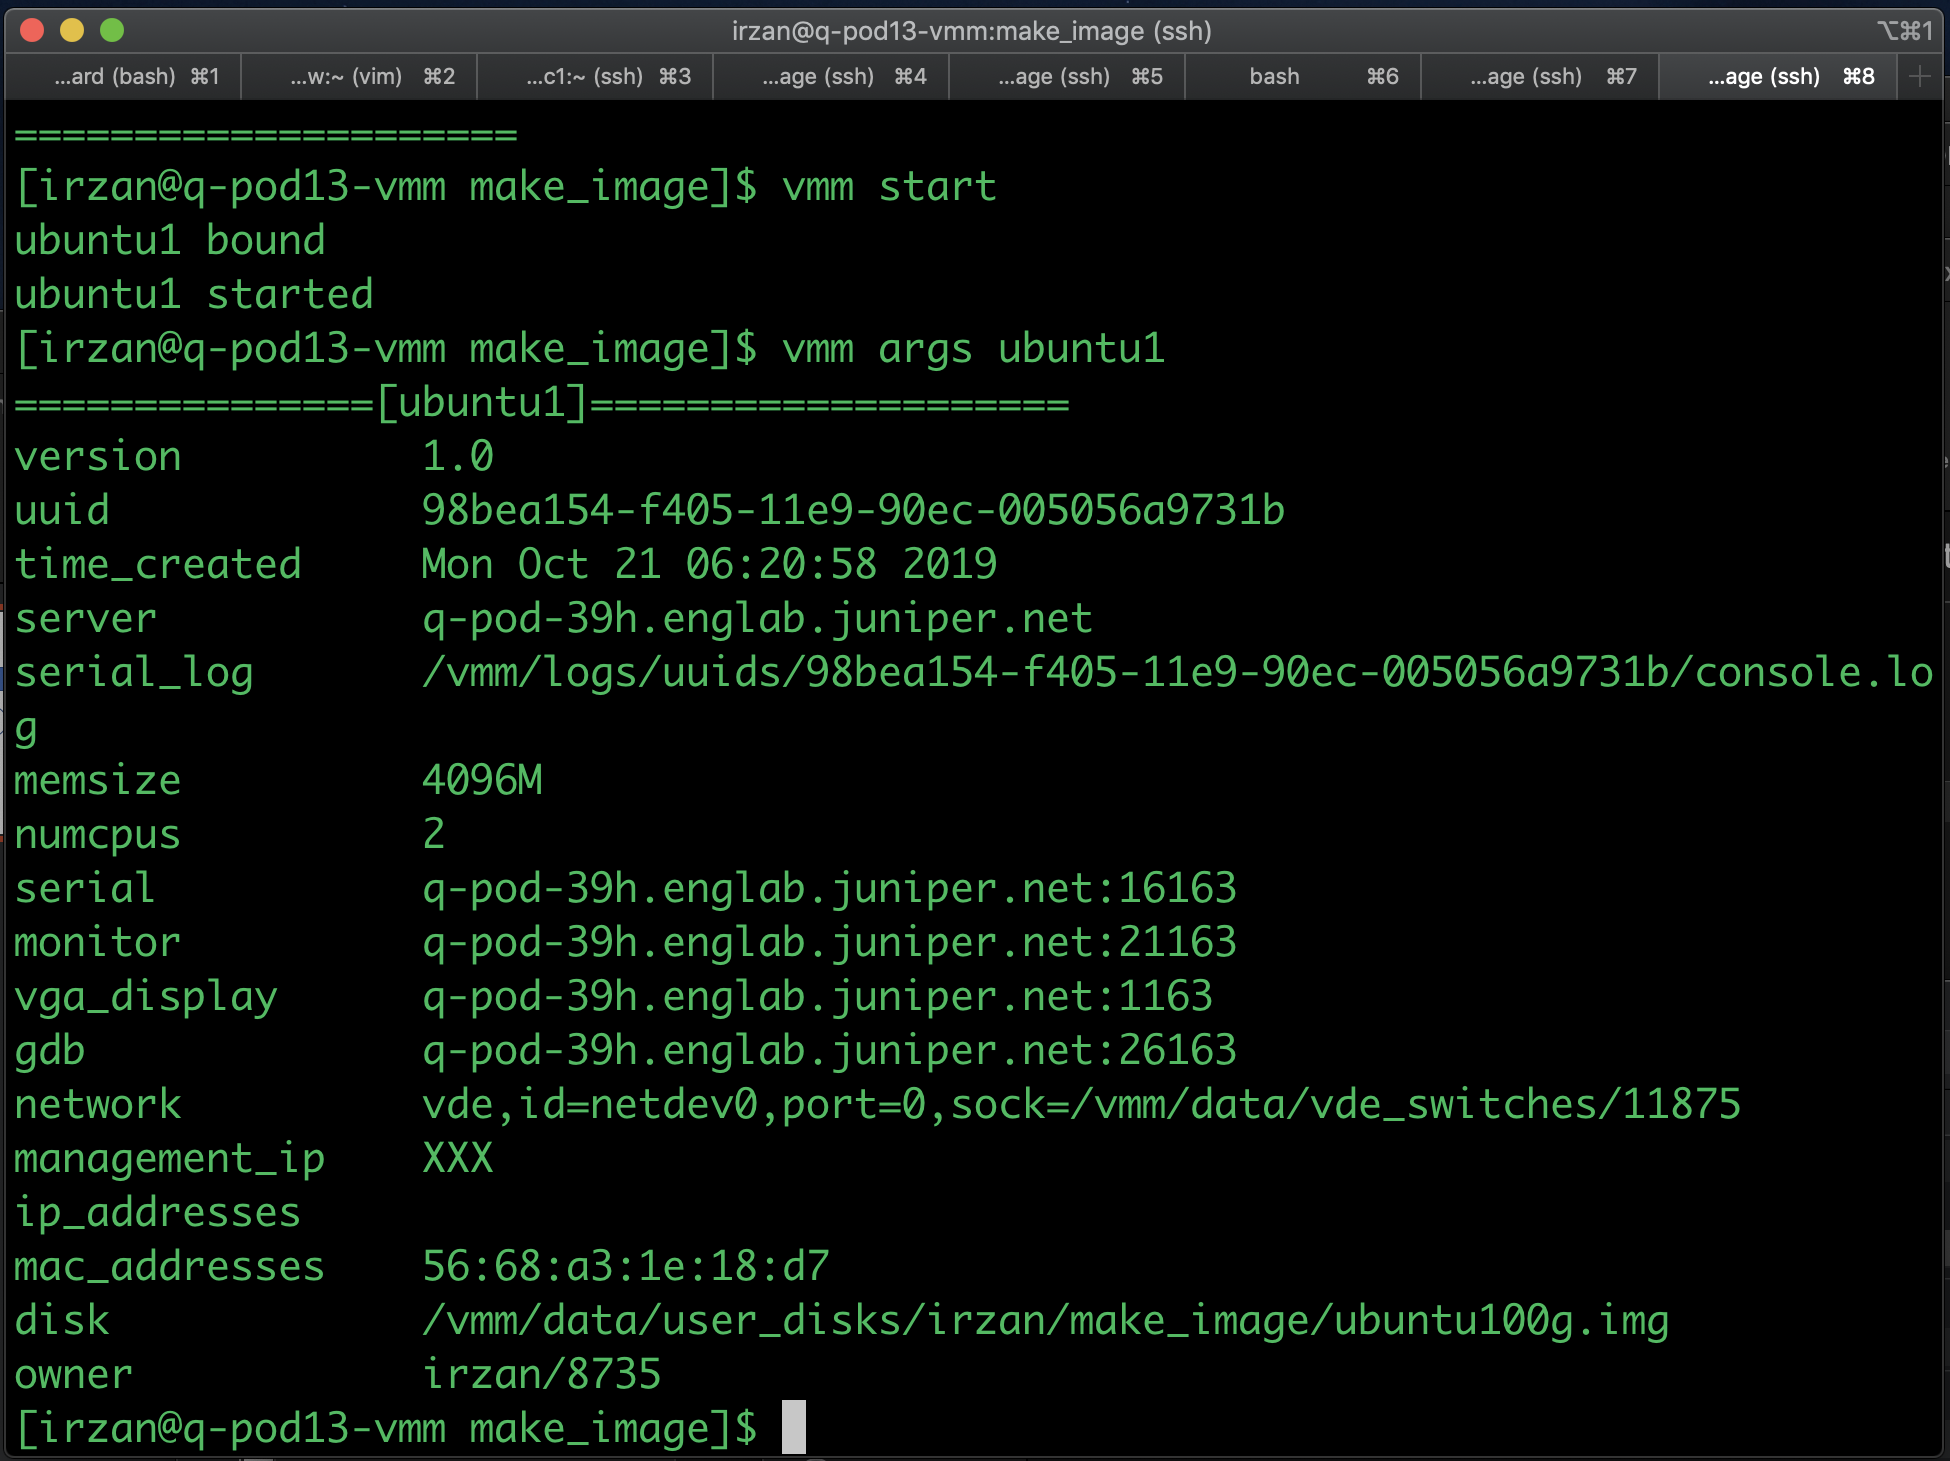 irzan@q-pod13-vmm:make_image (ssh) ⌥⌘1
...ard (bash) ⌘1 ...w:~ (vim) ⌘2 ...c1:~ (ssh) ⌘3 ...age (ssh) ⌘4 ...age (ssh) ⌘5 bash ⌘6 ...age (ssh) ⌘7 ...age (ssh) ⌘8 +
=====================
[irzan@q-pod13-vmm make_image]$ vmm start
ubuntu1 bound
ubuntu1 started
[irzan@q-pod13-vmm make_image]$ vmm args ubuntu1
===============[ubuntu1]====================
version 1.0
uuid 98bea154-f405-11e9-90ec-005056a9731b
time_created Mon Oct 21 06:20:58 2019
server q-pod-39h.englab.juniper.net
serial_log /vmm/logs/uuids/98bea154-f405-11e9-90ec-005056a9731b/console.lo
g
memsize 4096M
numcpus 2
serial q-pod-39h.englab.juniper.net:16163
monitor q-pod-39h.englab.juniper.net:21163
vga_display q-pod-39h.englab.juniper.net:1163
gdb q-pod-39h.englab.juniper.net:26163
network vde,id=netdev0,port=0,sock=/vmm/data/vde_switches/11875
management_ip XXX
ip_addresses
mac_addresses 56:68:a3:1e:18:d7
disk /vmm/data/user_disks/irzan/make_image/ubuntu100g.img
owner irzan/8735
[irzan@q-pod13-vmm make_image]$